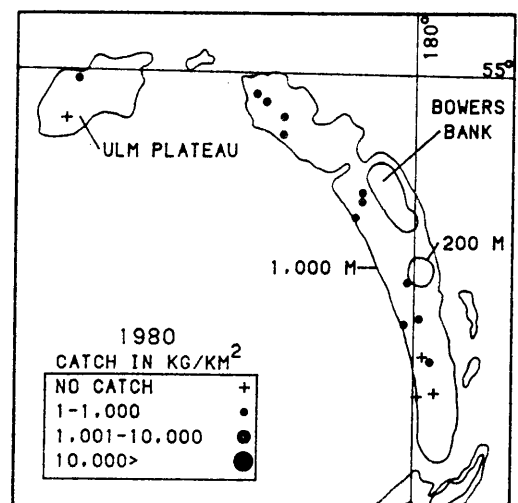 180°
55°
BOWERS
BANK
ULM PLATEAU
200 M
1,000 M
1980
CATCH IN KG/KM²
NO CATCH +
1-1,000
1,001-10,000
10,000>